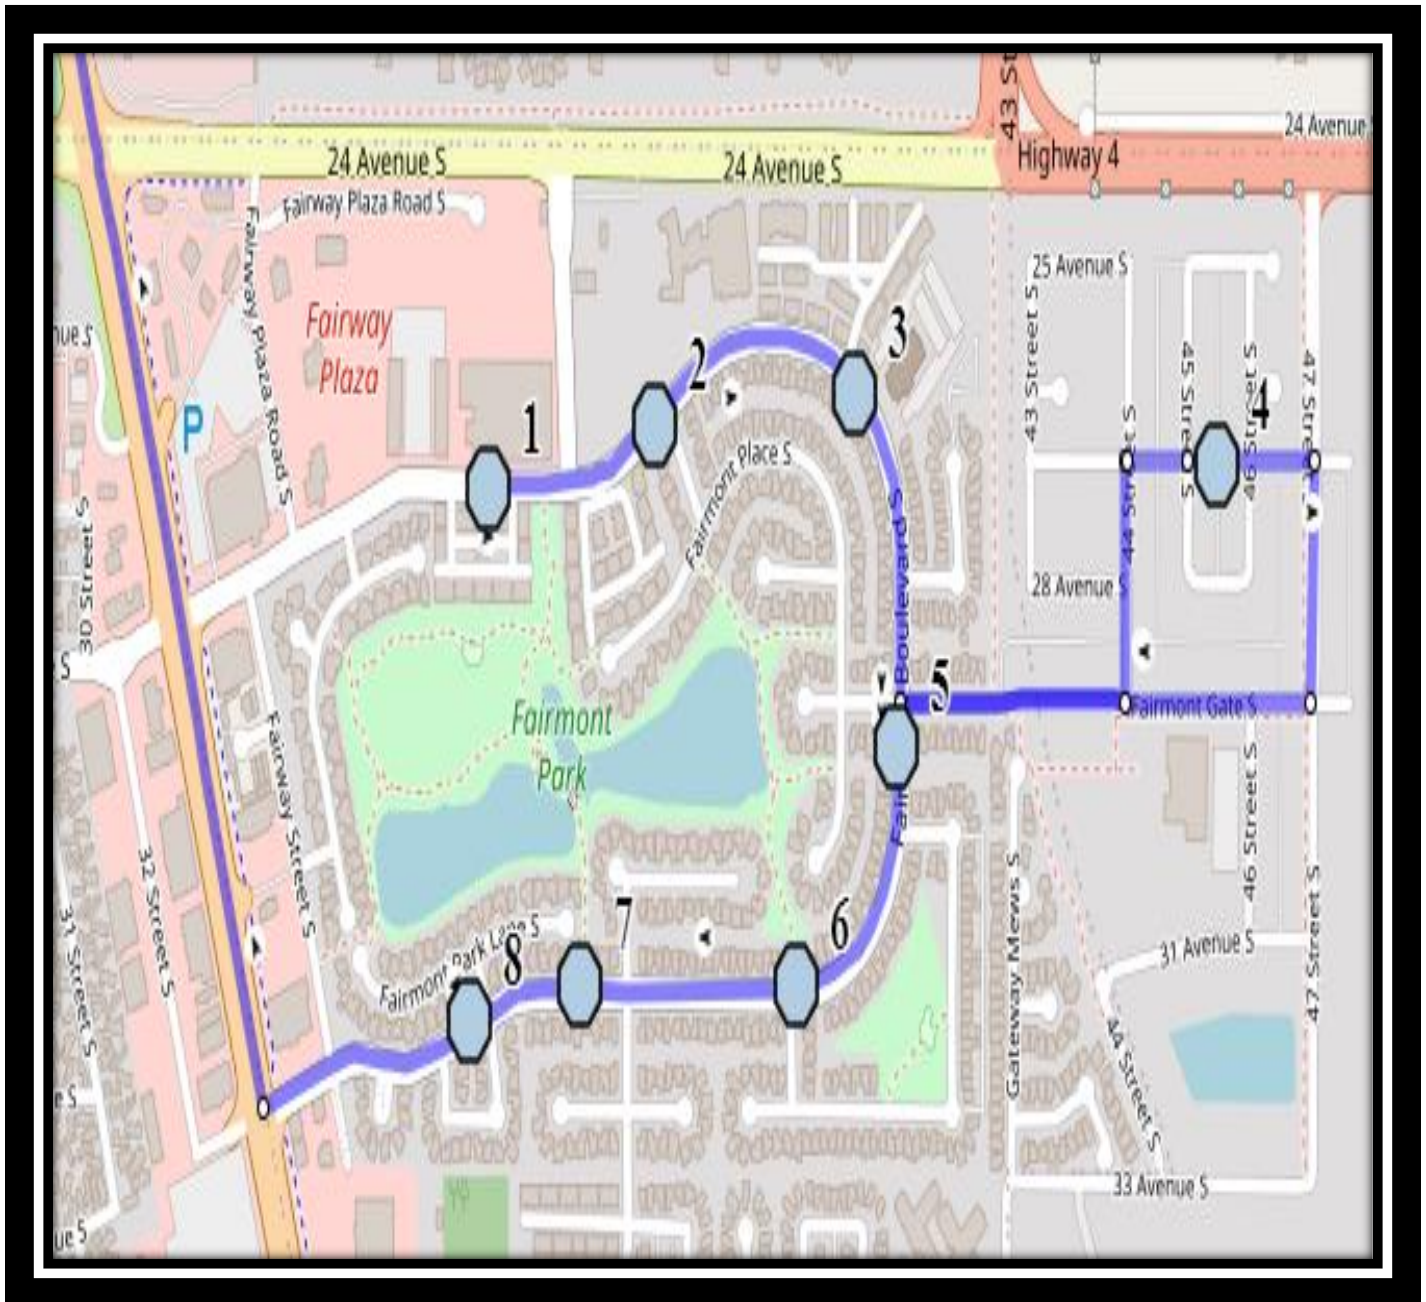 43 St
24 Avenue S
24 Avenue S
24 Avenue
Highway 4
Fairway Plaza Road S
Fairway Plaza Road S
25 Avenue S
nue S
Fairway
Plaza
P
1
2
3
4
43 Street S
44 Street S
45 Street S
46 Street S
47 Street S
Fairmont Place S
30 Street S
28 Avenue S
S
Boulevard S
5
Fair
Fairmont Gate S
Fairmont
Park
Fairway Street S
46 Street S
32 Street S
31 Street S
47 Street S
Gateway Mews S
31 Avenue S
44 Street S
6
7
8
Fairmont Park Lane S
e S
33 Avenue S
ue S